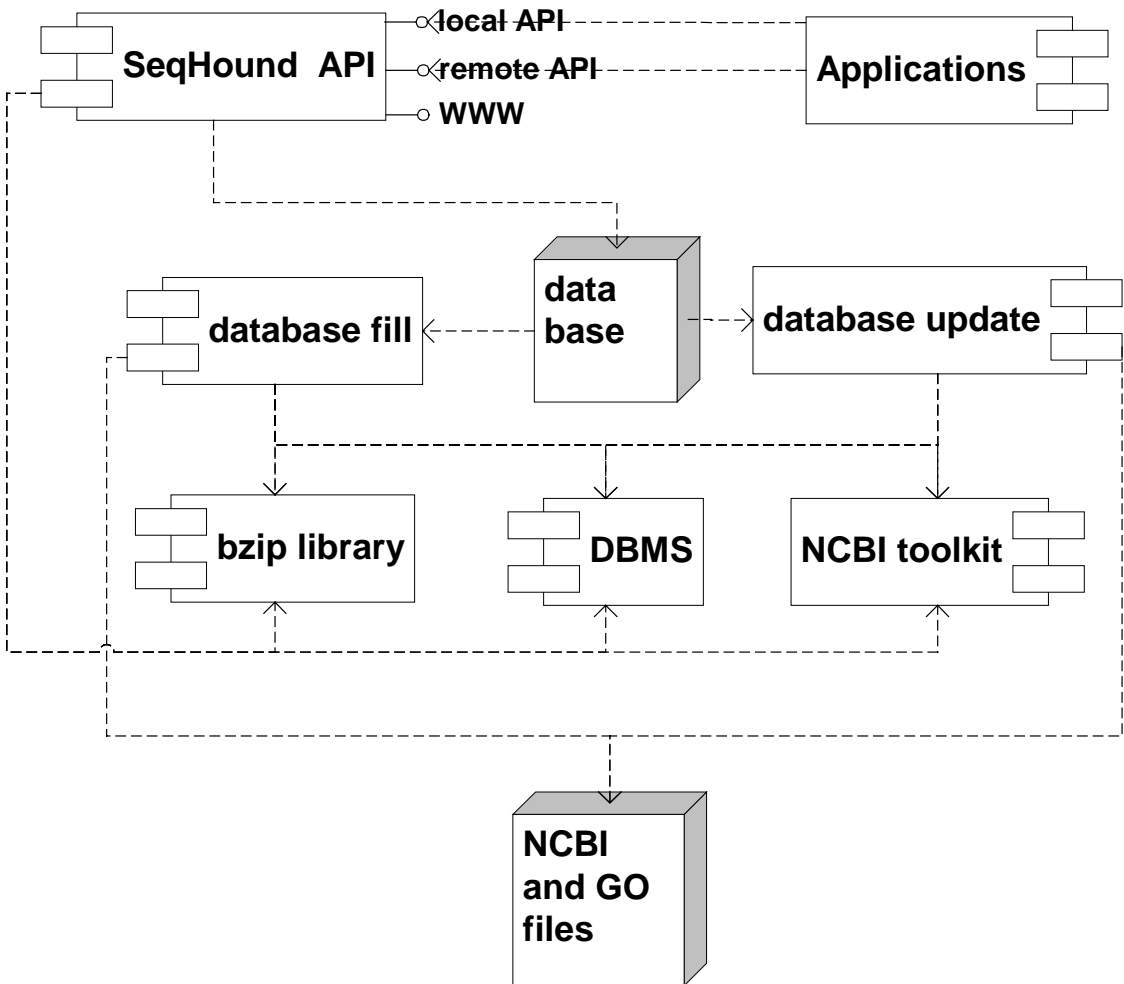 local API
SeqHound API
remote API
Applications
WWW
data
base
database fill
database update
bzip library
DBMS
NCBI toolkit
NCBI
and GO
files